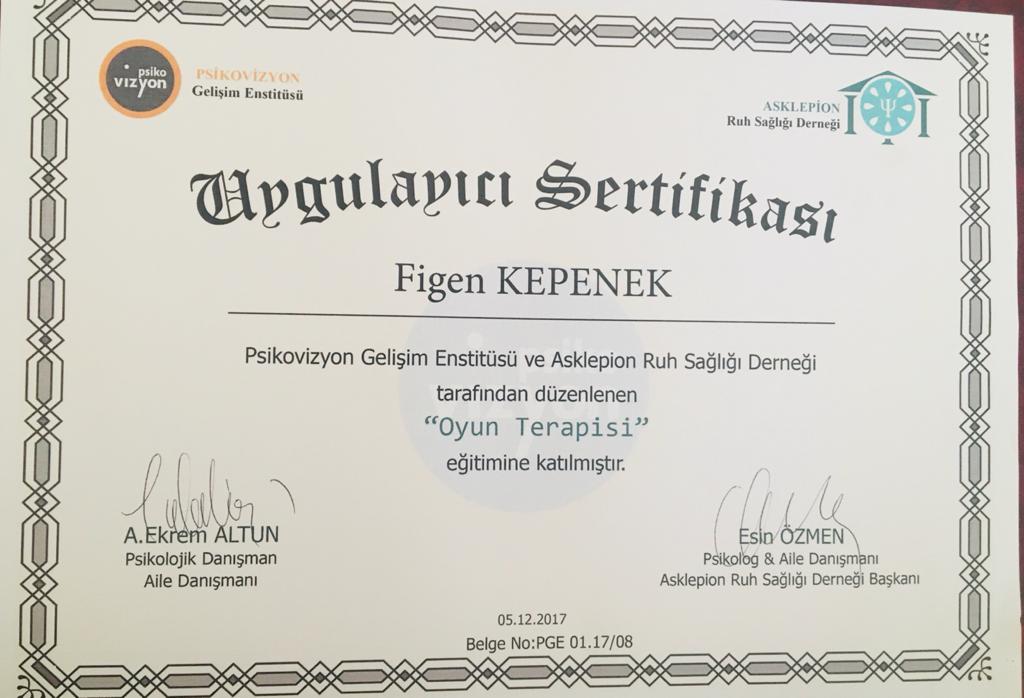 psiko
vizyon
PSİKOVİZYON
Gelişim Enstitüsü
ASKLEPİON
Ruh Sağlığı Derneği
Uygulayıcı Sertifikası
Figen KEPENEK
Psikovizyon Gelişim Enstitüsü ve Asklepion Ruh Sağlığı Derneği
tarafından düzenlenen
“Oyun Terapisi”
eğitimine katılmıştır.
A.Ekrem ALTUN
Psikolojik Danışman
Aile Danışmanı
Esin ÖZMEN
Psikolog & Aile Danışmanı
Asklepion Ruh Sağlığı Derneği Başkanı
05.12.2017
Belge No:PGE 01.17/08